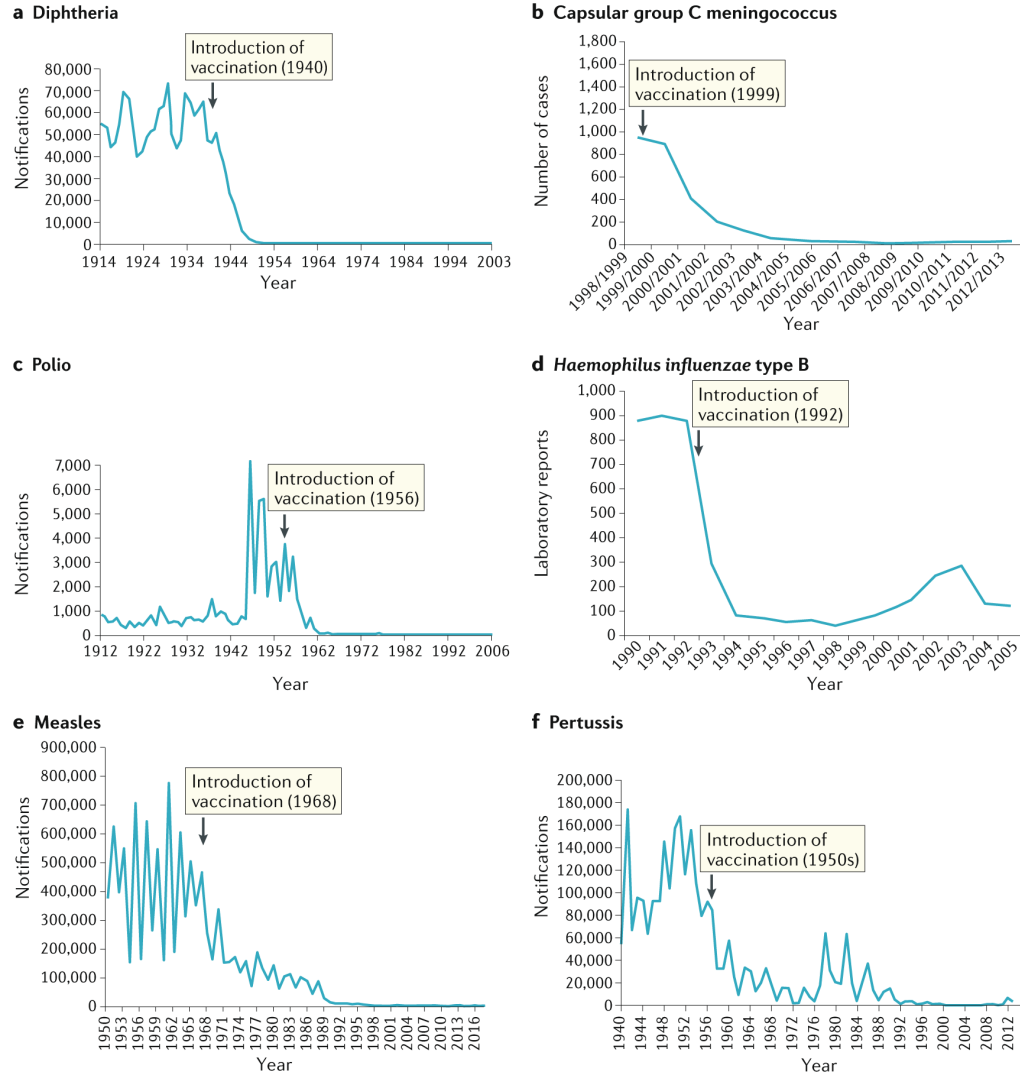 a Diphtheria
Introduction of
vaccination (1940)
Notifications
80,000
70,000
60,000
50,000
40,000
30,000
20,000
10,000
0
1914 1924 1934 1944 1954 1964 1974 1984 1994 2003
Year
b Capsular group C meningococcus
Introduction of
vaccination (1999)
Number of cases
1,800
1,600
1,400
1,200
1,000
800
600
400
200
0
1998/1999 1999/2000 2000/2001 2001/2002 2002/2003 2003/2004 2004/2005 2005/2006 2006/2007 2007/2008 2008/2009 2009/2010 2010/2011 2011/2012 2012/2013
Year
c Polio
Introduction of
vaccination (1956)
Notifications
7,000
6,000
5,000
4,000
3,000
2,000
1,000
0
1912 1922 1932 1942 1952 1962 1972 1982 1992 2006
Year
d Haemophilus influenzae type B
Introduction of
vaccination (1992)
Laboratory reports
1,000
900
800
700
600
500
400
300
200
100
0
1990 1991 1992 1993 1994 1995 1996 1997 1998 1999 2000 2001 2002 2003 2004 2005
Year
e Measles
Introduction of
vaccination (1968)
Notifications
900,000
800,000
700,000
600,000
500,000
400,000
300,000
200,000
100,000
0
1950 1953 1956 1959 1962 1965 1968 1971 1974 1977 1980 1983 1986 1989 1992 1995 1998 2001 2004 2007 2010 2013 2016
Year
f Pertussis
Introduction of
vaccination (1950s)
Notifications
200,000
180,000
160,000
140,000
120,000
100,000
80,000
60,000
40,000
20,000
0
1940 1944 1948 1952 1956 1960 1964 1968 1972 1976 1980 1984 1988 1992 1996 2000 2004 2008 2012
Year